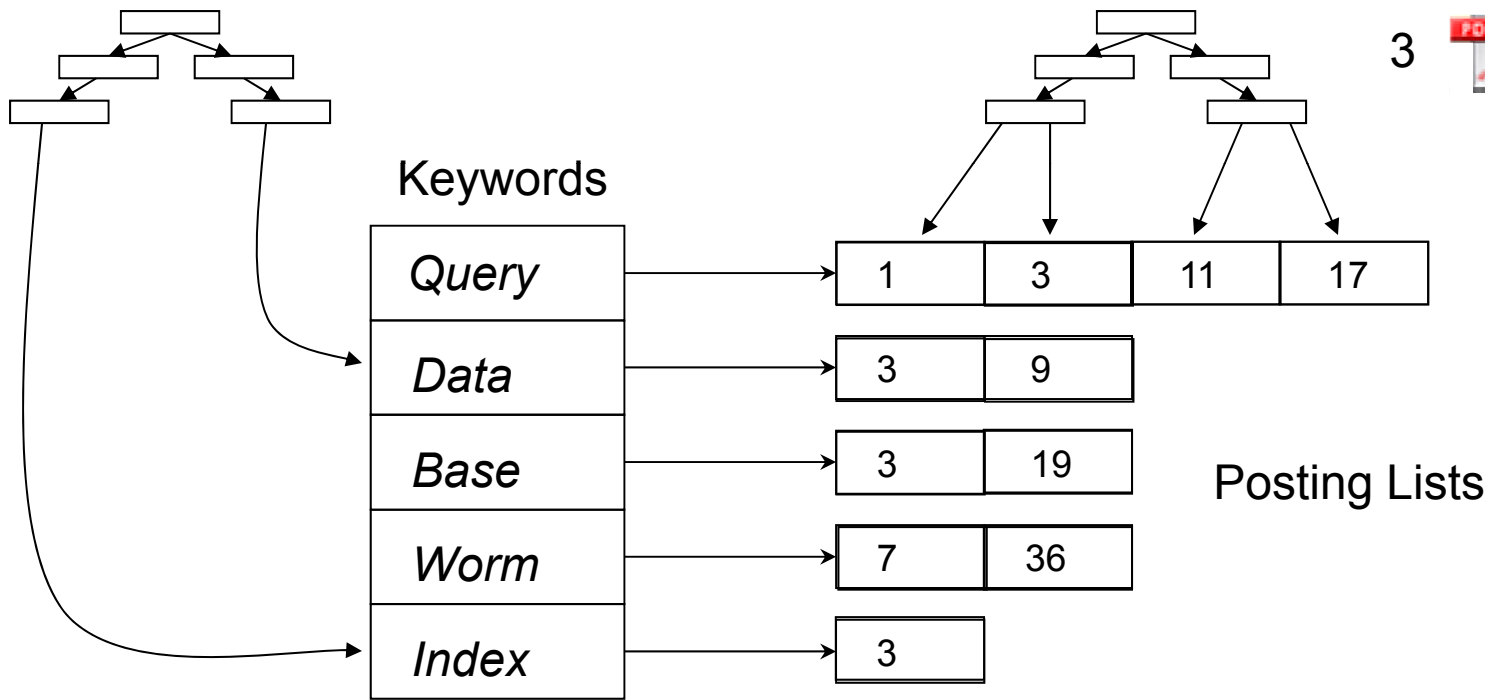 3
Keywords
Query 1 3 11 17
Data 3 9
Base 3 19
Worm 7 36
Index 3
Posting Lists